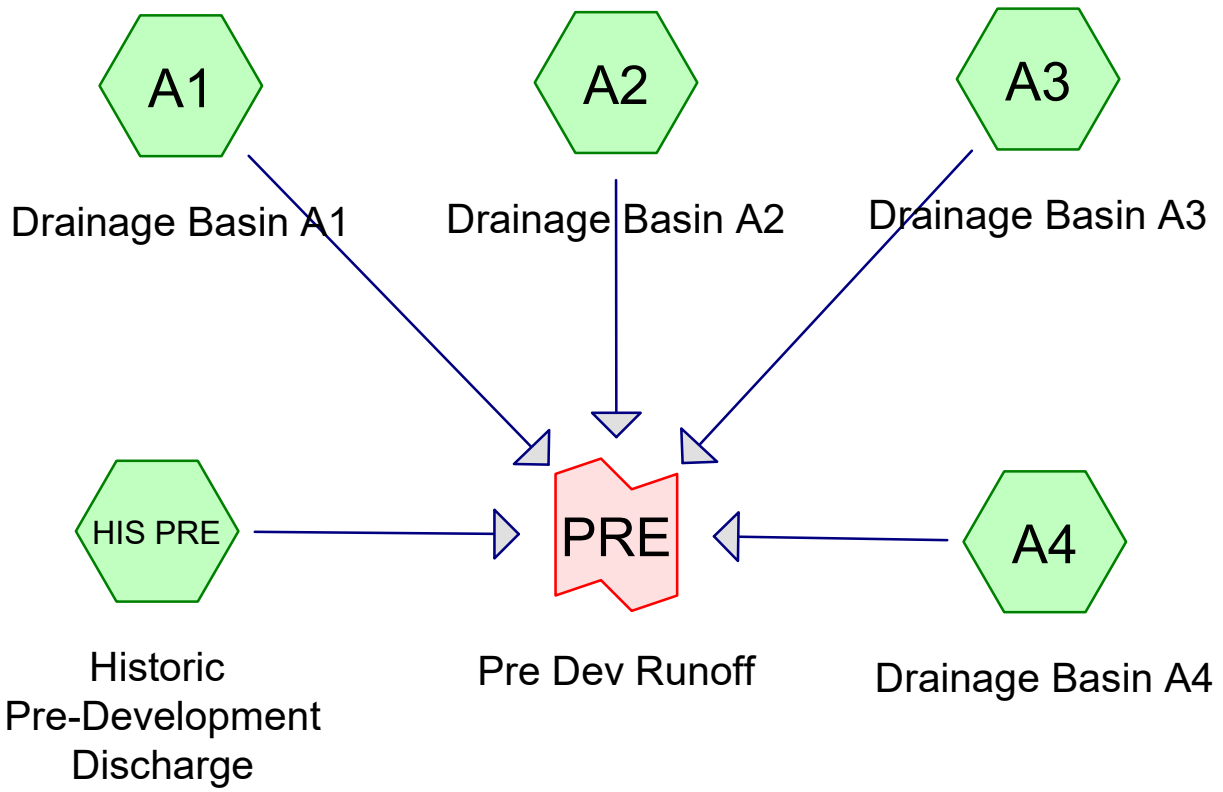 A1
A2
A3
Drainage Basin A1
Drainage Basin A2
Drainage Basin A3
HIS PRE
PRE
A4
Historic
Pre-Development
Discharge
Pre Dev Runoff
Drainage Basin A4